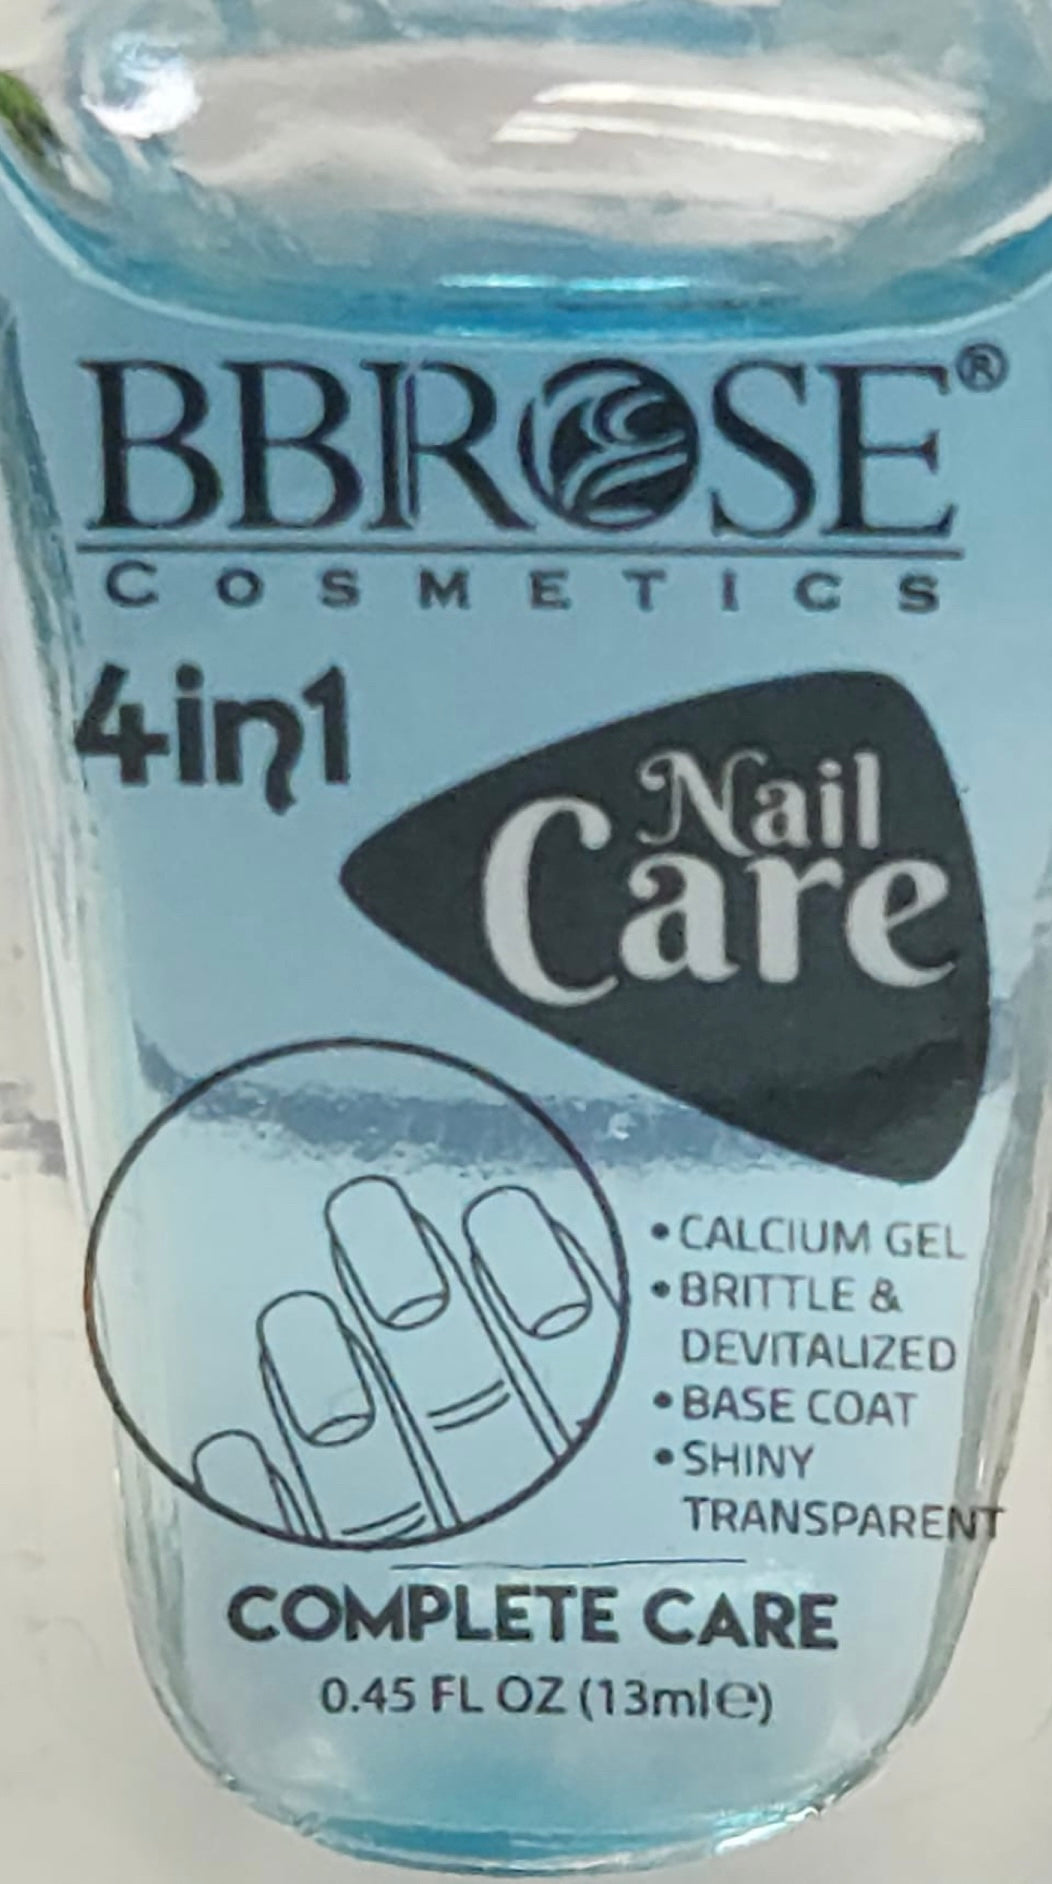 BBROSE®
COSMETICS
4in1
Nail
Care
• CALCIUM GEL
• BRITTLE &
DEVITALIZED
• BASE COAT
• SHINY
TRANSPARENT
COMPLETE CARE
0.45 FL OZ (13ml℮)